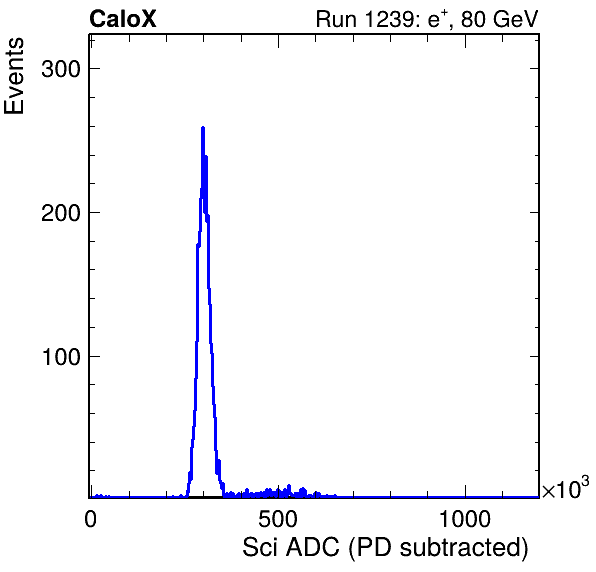 CaloX Run 1239: e⁺, 80 GeV
Events
300
200
100
0 500 1000 ×10³
Sci ADC (PD subtracted)